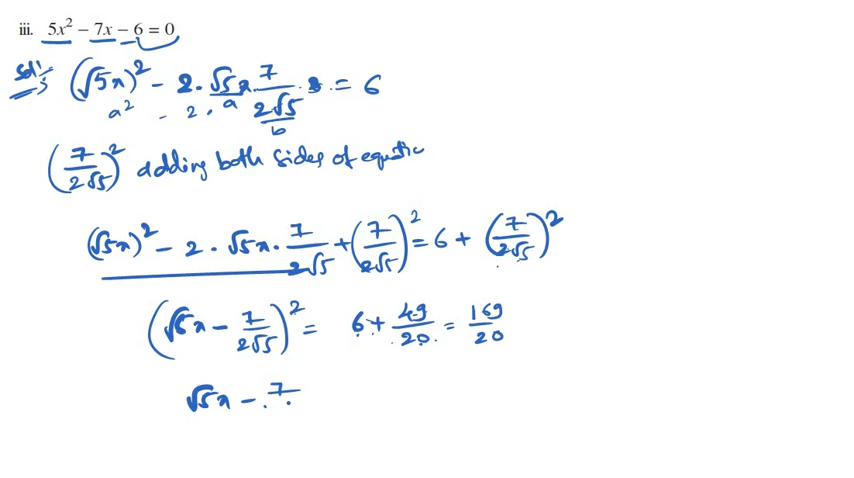 iii. 5x² − 7x − 6 = 0
Sol:
(√5x)² − 2 · √5x · 7/2√5 = 6
a² − 2 · a b
(7/2√5)² adding both sides of equatic
(√5x)² − 2 · √5x · 7/2√5 + (7/2√5)² = 6 + (7/2√5)²
(√5x − 7/2√5)² = 6 + 49/20 = 169/20
√5x − 7/